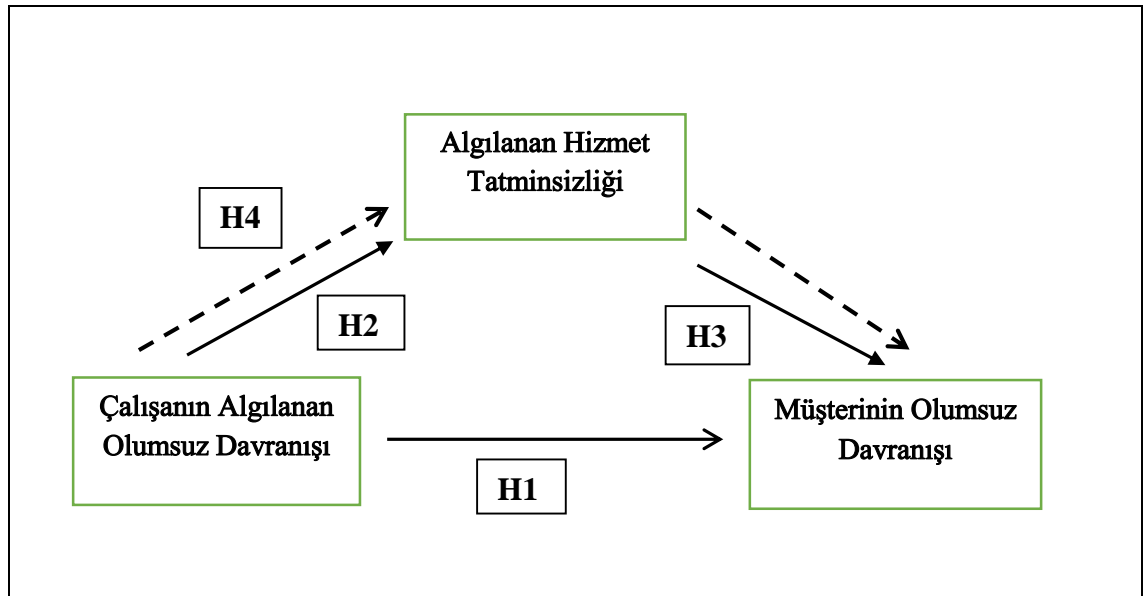 Algılanan Hizmet
Tatminsizliği
H4
H2
H3
Çalışanın Algılanan
Olumsuz Davranışı
Müşterinin Olumsuz
Davranışı
H1